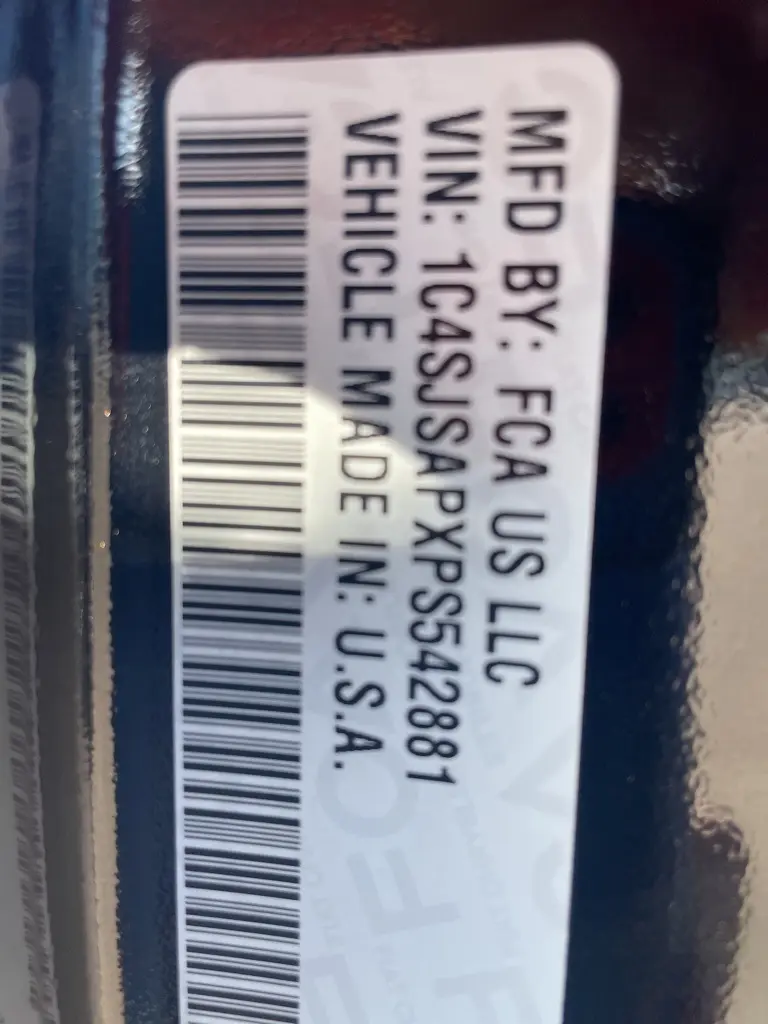 MFD BY: FCA US LLC
VIN: 1C4SJSAPXPS542881
VEHICLE MADE IN: U.S.A.